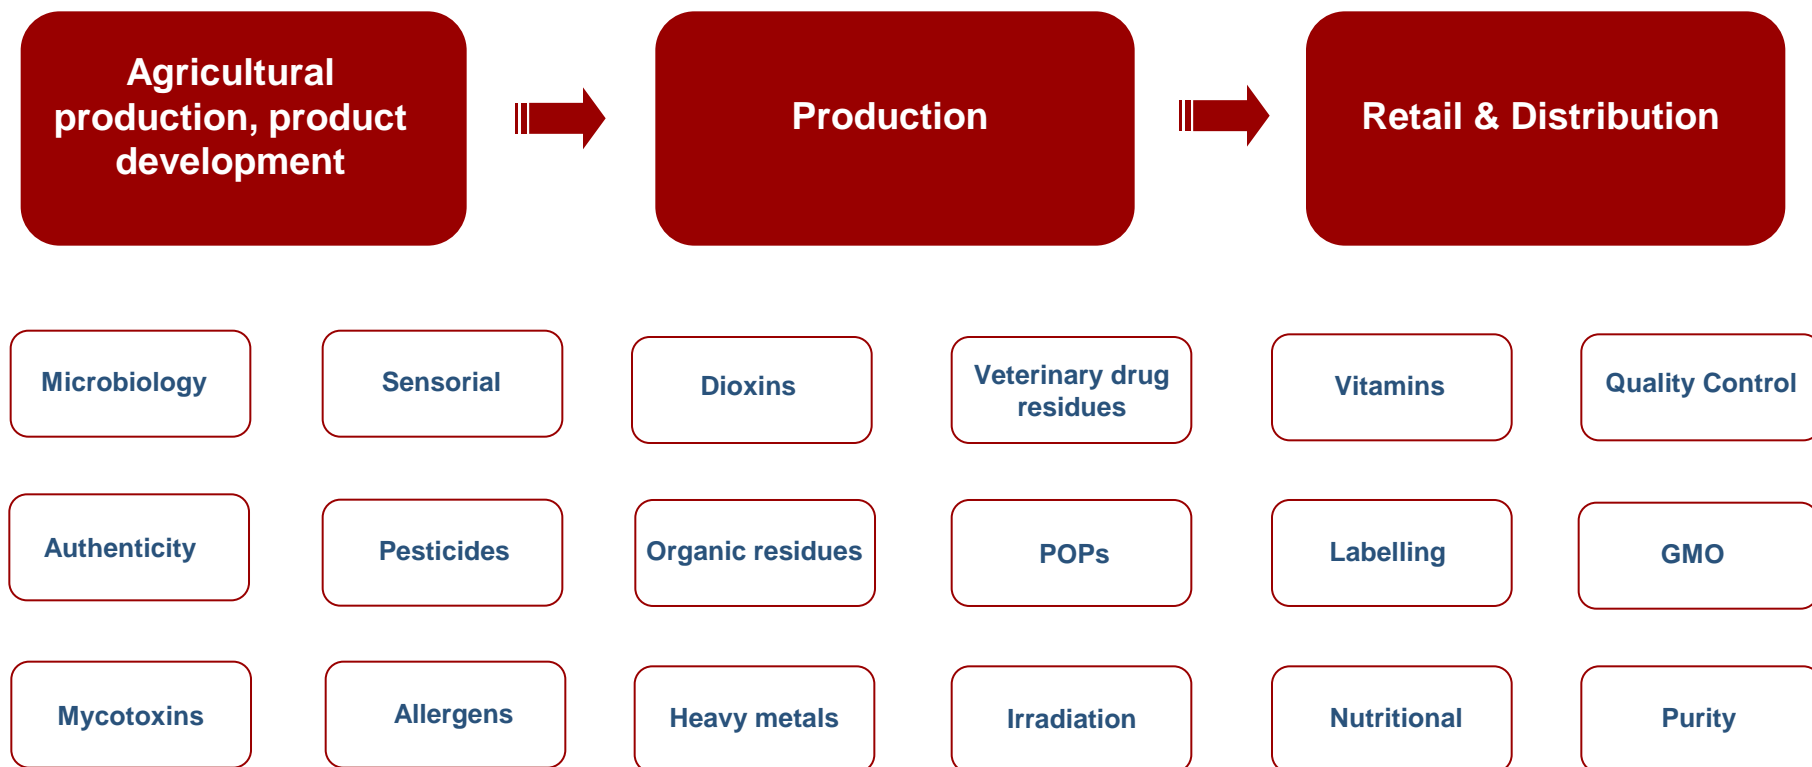 Agricultural
production, product
development
Production
Retail & Distribution
Microbiology
Sensorial
Dioxins
Veterinary drug
residues
Vitamins
Quality Control
Authenticity
Pesticides
Organic residues
POPs
Labelling
GMO
Mycotoxins
Allergens
Heavy metals
Irradiation
Nutritional
Purity